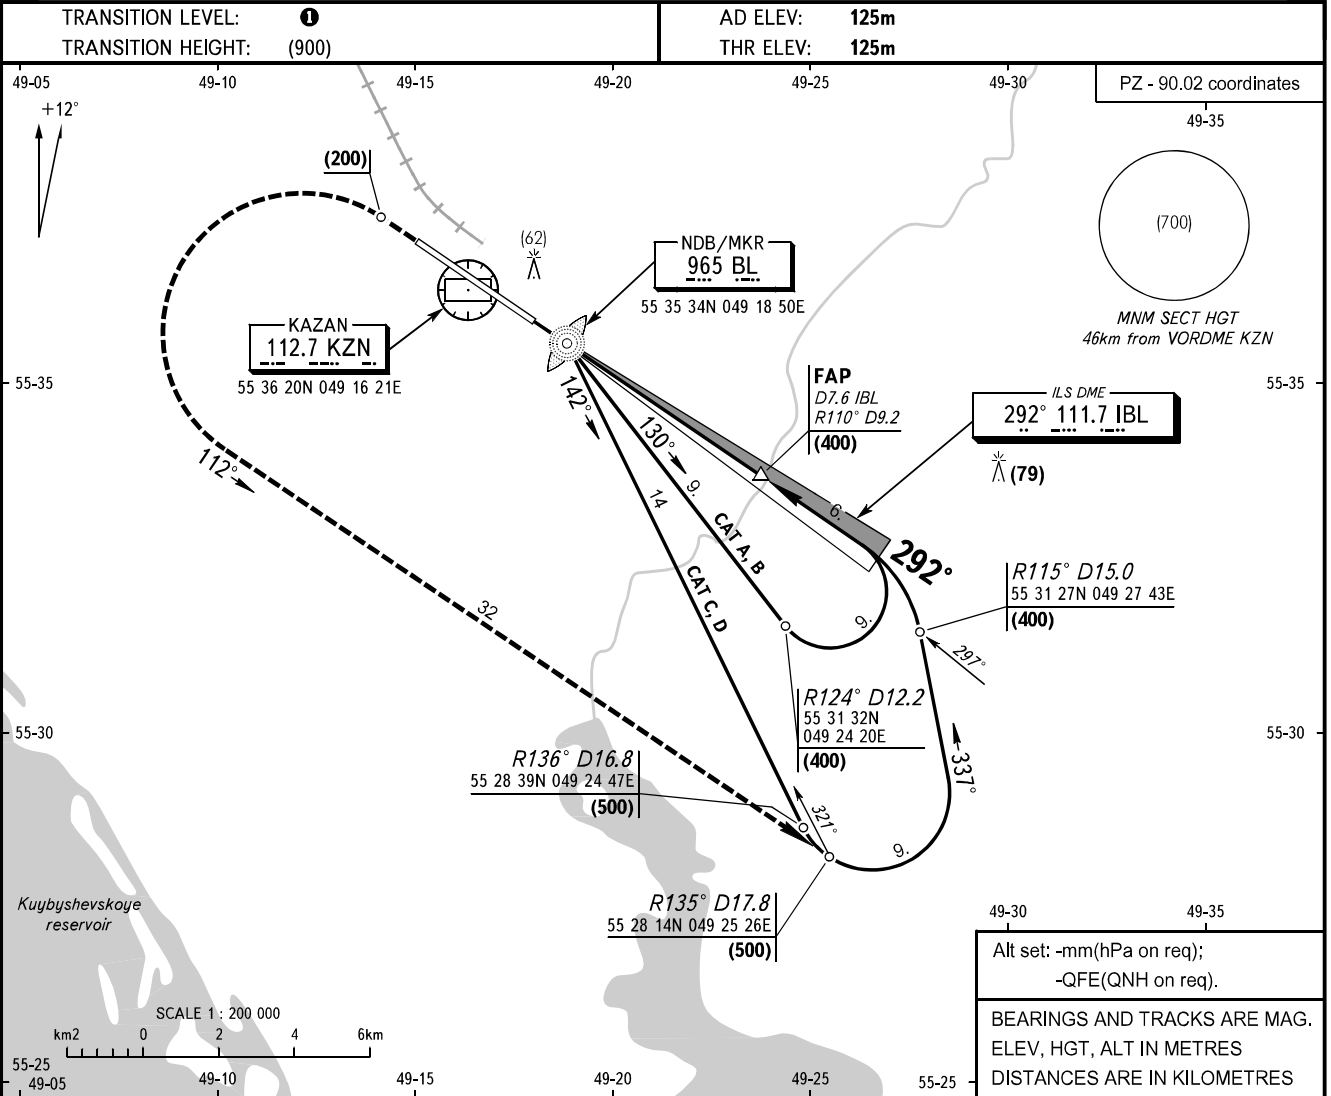 TRANSITION LEVEL: 1
TRANSITION HEIGHT: (900)
AD ELEV: 125m
THR ELEV: 125m
49-05
49-10
49-15
49-20
49-25
49-30
PZ - 90.02 coordinates
49-35
+12°
(200)
(62)
NDB/MKR
965 BL
55 35 34N 049 18 50E
(700)
MNM SECT HGT
46km from VORDME KZN
KAZAN
112.7 KZN
55 36 20N 049 16 21E
55-35
55-35
FAP
D7.6 IBL
R110° D9.2
(400)
ILS DME
292° 111.7 IBL
(79)
142°
130°
9.
14
CAT A, B
CAT C, D
6.
292°
112°
32
R115° D15.0
55 31 27N 049 27 43E
(400)
297°
9.
R124° D12.2
55 31 32N
049 24 20E
(400)
55-30
55-30
R136° D16.8
55 28 39N 049 24 47E
(500)
321°
337°
9.
R135° D17.8
55 28 14N 049 25 26E
(500)
Kuybyshevskoye
reservoir
49-30
49-35
Alt set: -mm(hPa on req);
-QFE(QNH on req).
SCALE 1 : 200 000
km2 0 2 4 6km
BEARINGS AND TRACKS ARE MAG.
ELEV, HGT, ALT IN METRES
DISTANCES ARE IN KILOMETRES
55-25
49-05
49-10
49-15
49-20
49-25
55-25